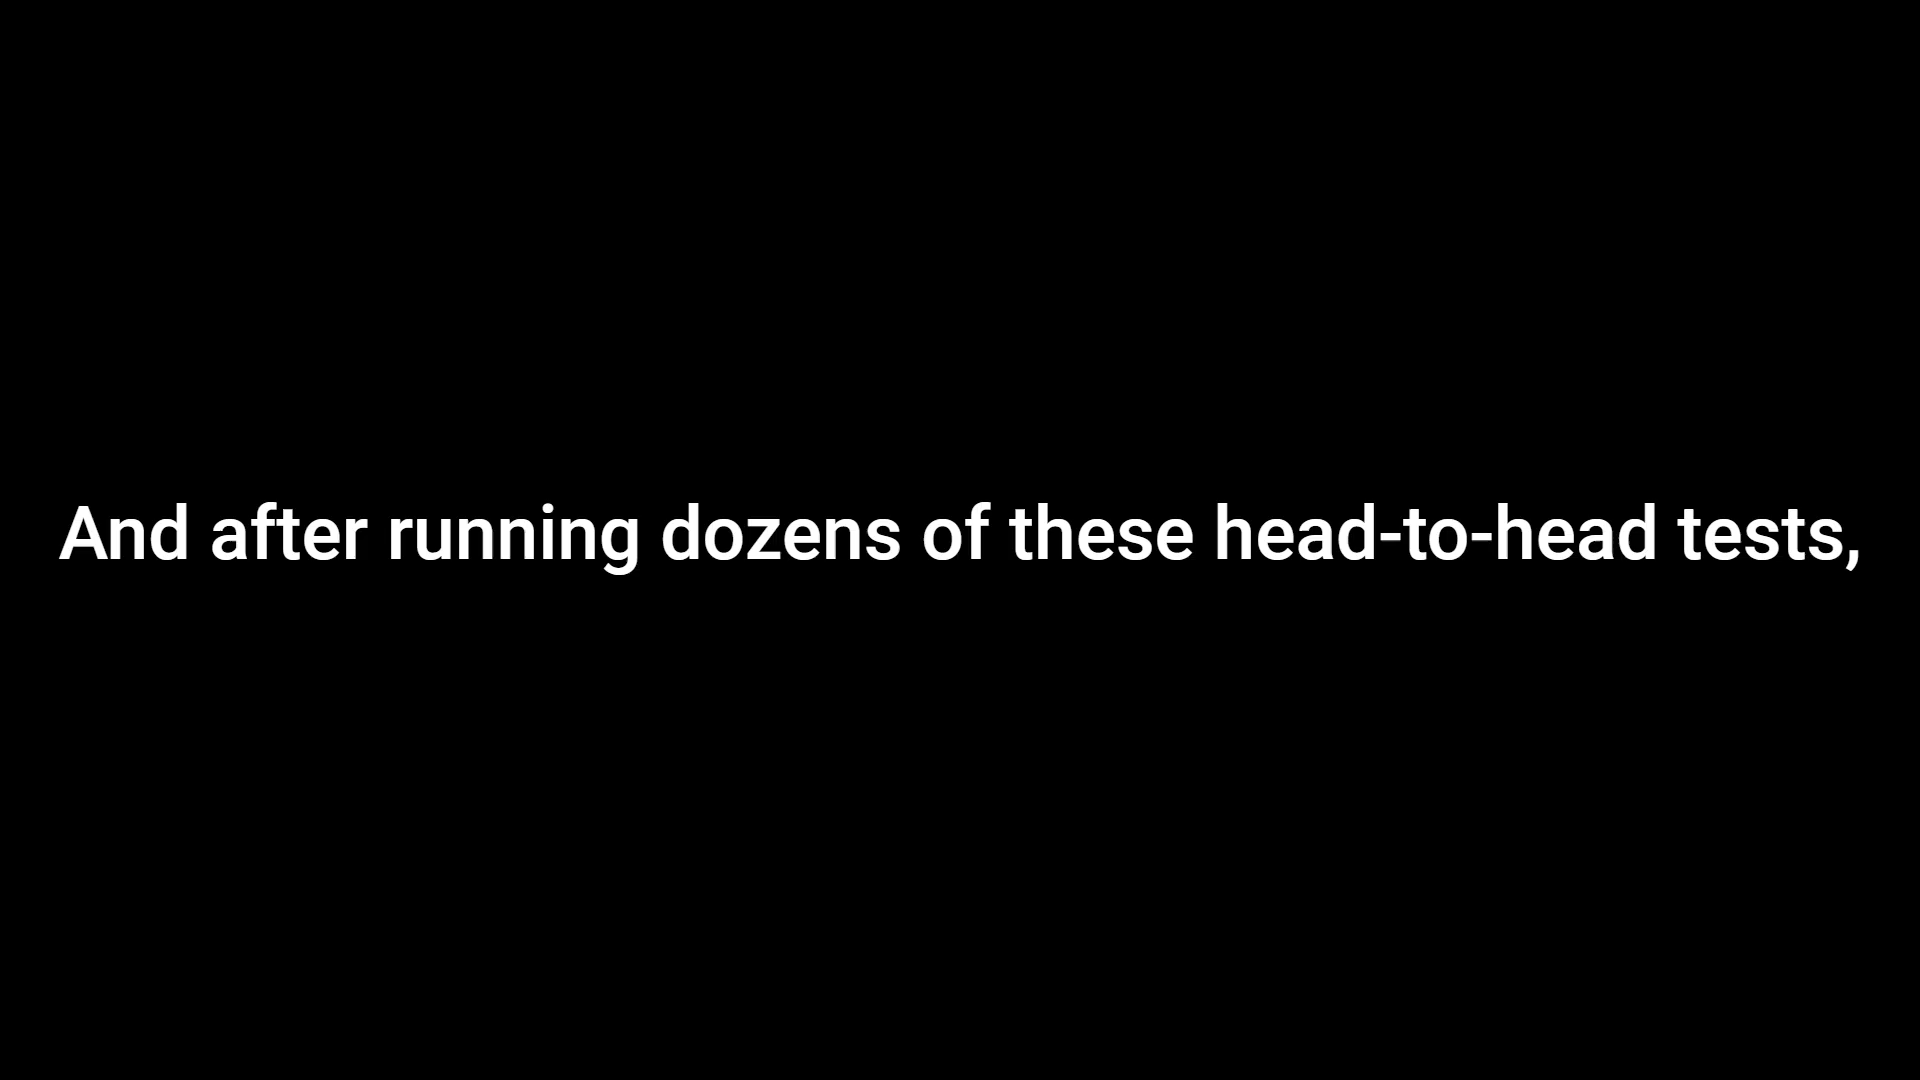 And after running dozens of these head-to-head tests,